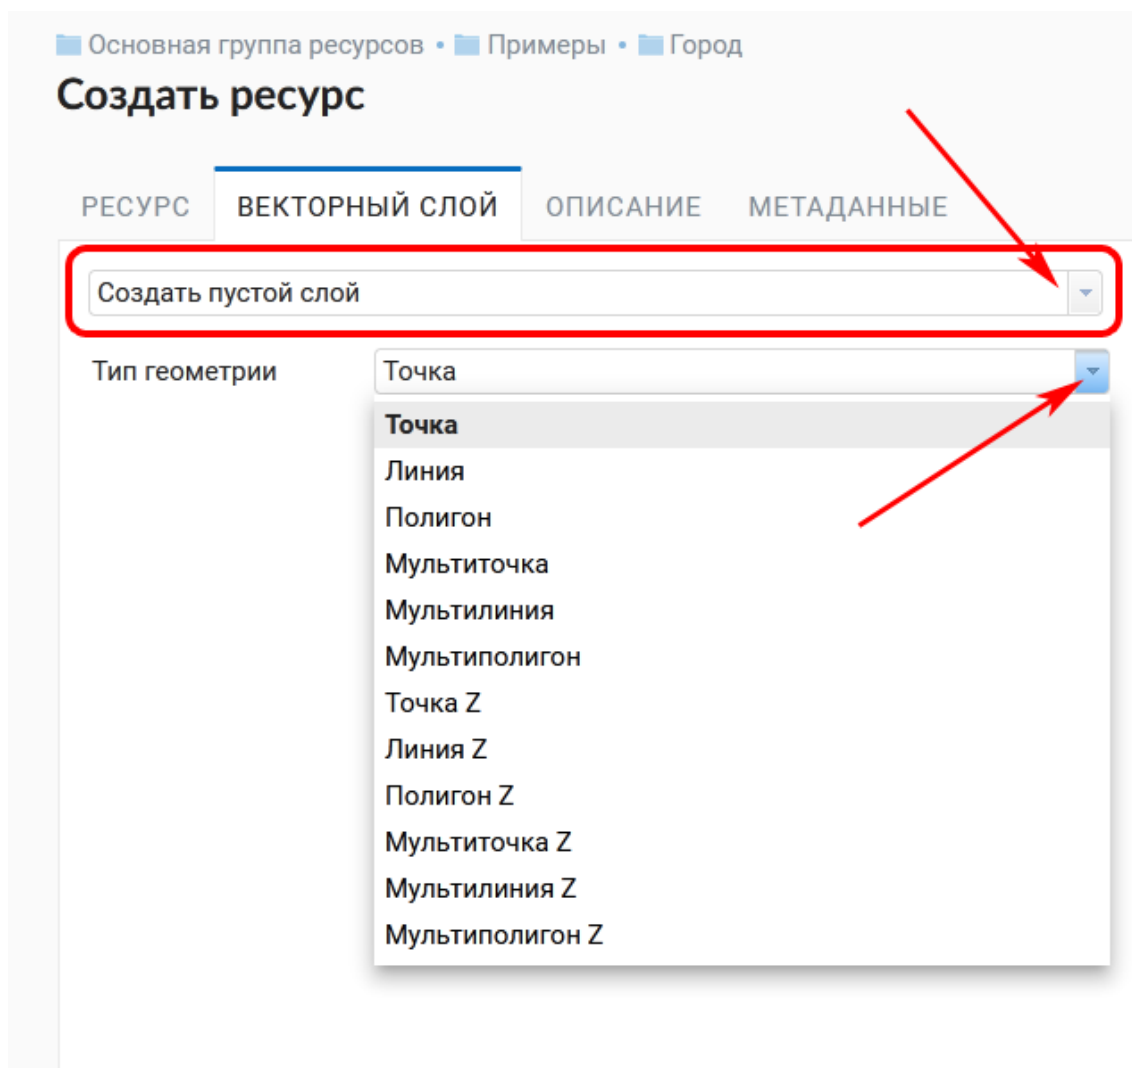 Основная группа ресурсов • Примеры • Город
Создать ресурс
РЕСУРС ВЕКТОРНЫЙ СЛОЙ ОПИСАНИЕ МЕТАДАННЫЕ
Создать пустой слой
Тип геометрии Точка
Точка
Линия
Полигон
Мультиточка
Мультилиния
Мультиполигон
Точка Z
Линия Z
Полигон Z
Мультиточка Z
Мультилиния Z
Мультиполигон Z